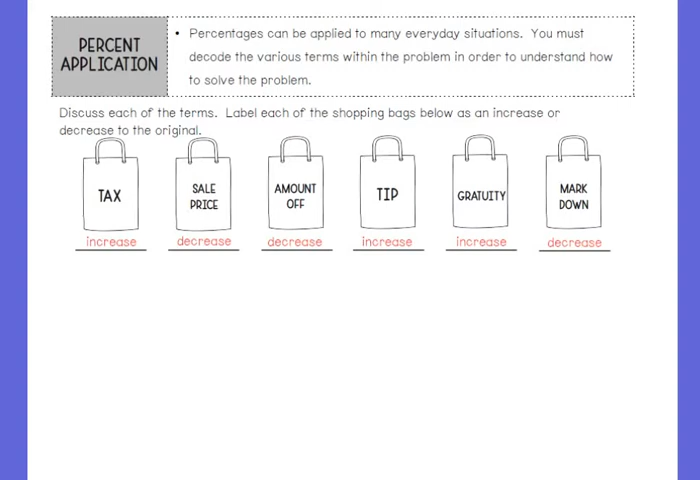 PERCENT
APPLICATION
• Percentages can be applied to many everyday situations. You must
decode the various terms within the problem in order to understand how
to solve the problem.
Discuss each of the terms. Label each of the shopping bags below as an increase or
decrease to the original.
TAX
SALE
PRICE
AMOUNT
OFF
TIP
GRATUITY
MARK
DOWN
increase
decrease
decrease
increase
increase
decrease